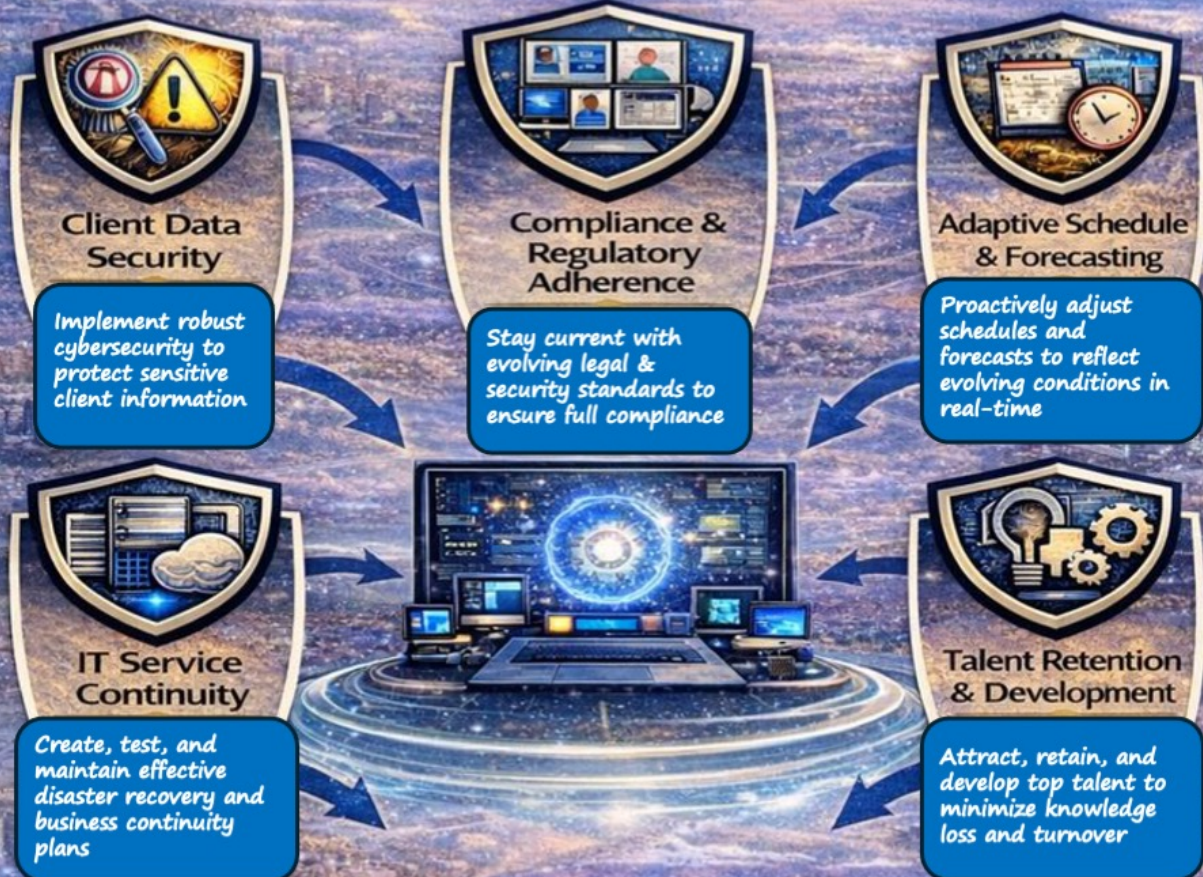 Client Data
Security
Implement robust
cybersecurity to
protect sensitive
client information
Compliance &
Regulatory
Adherence
Stay current with
evolving legal &
security standards to
ensure full compliance
Adaptive Schedule
& Forecasting
Proactively adjust
schedules and
forecasts to reflect
evolving conditions in
real-time
IT Service
Continuity
Create, test, and
maintain effective
disaster recovery and
business continuity
plans
Talent Retention
& Development
Attract, retain, and
develop top talent to
minimize knowledge
loss and turnover